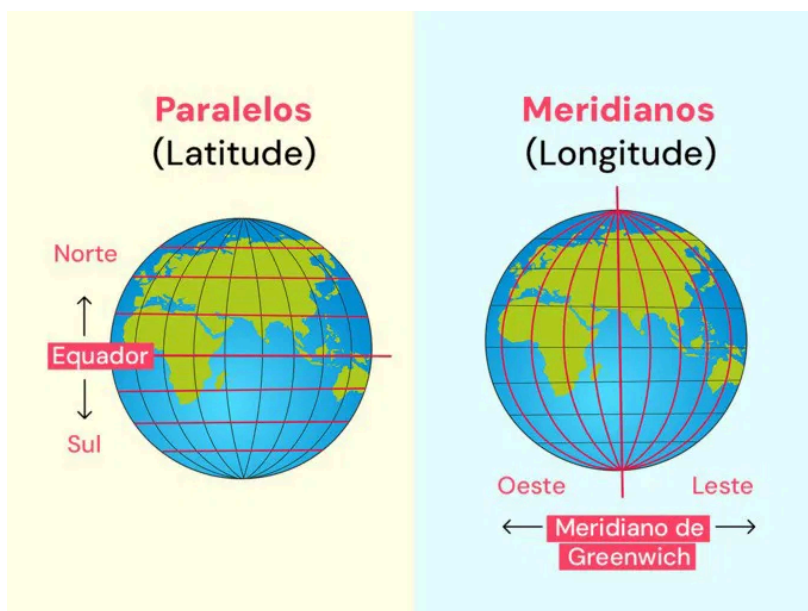 Paralelos
(Latitude)
Norte
Equador
Sul
Meridianos
(Longitude)
Oeste
Leste
Meridiano de
Greenwich